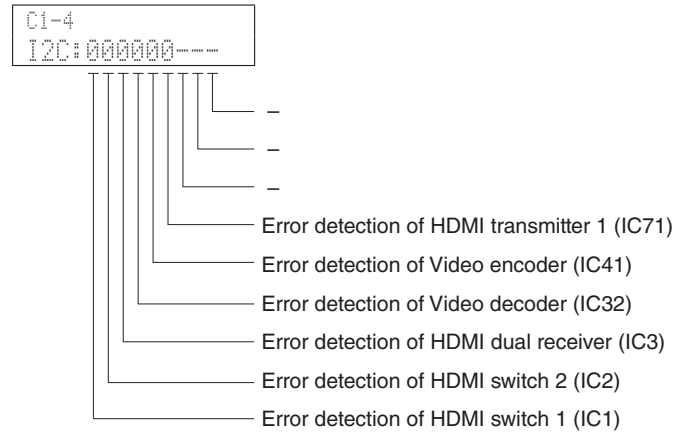 C1-4
I2C:000000---
–
–
–
Error detection of HDMI transmitter 1 (IC71)
Error detection of Video encoder (IC41)
Error detection of Video decoder (IC32)
Error detection of HDMI dual receiver (IC3)
Error detection of HDMI switch 2 (IC2)
Error detection of HDMI switch 1 (IC1)